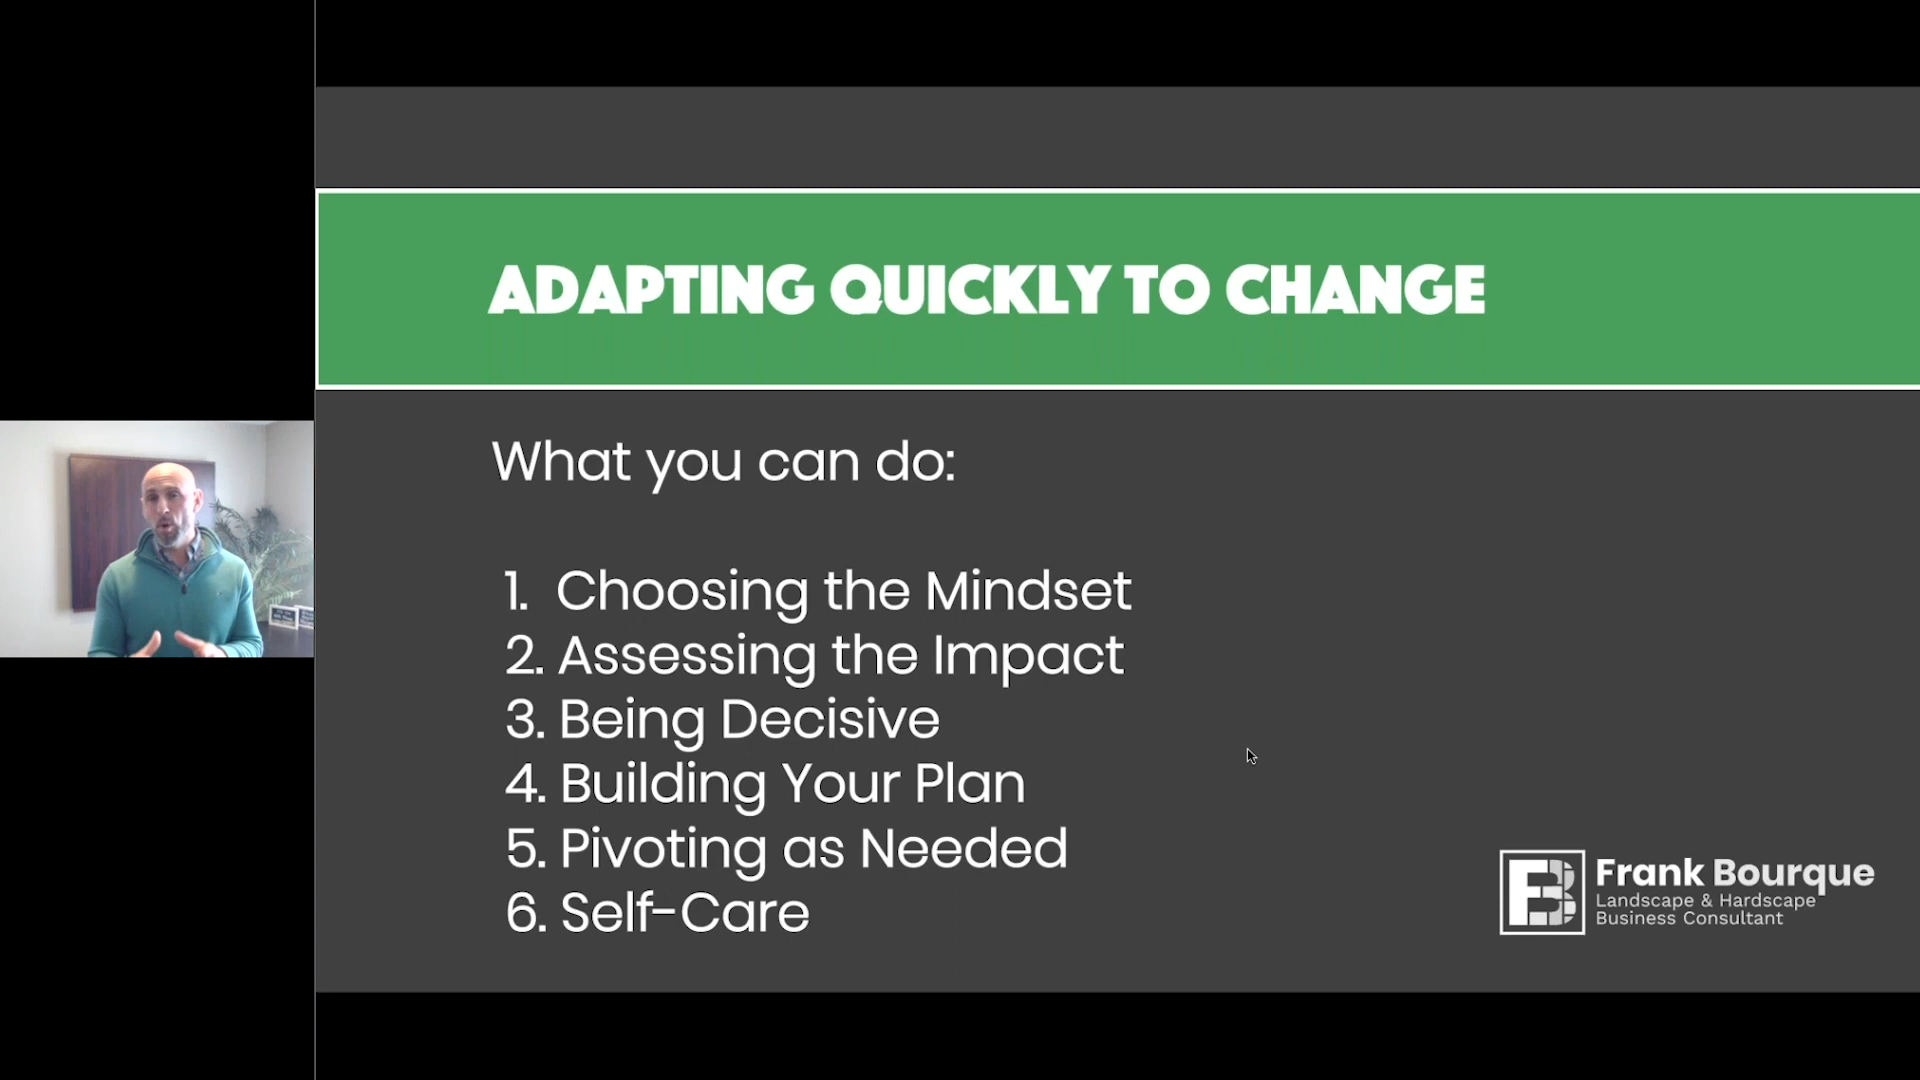 ADAPTING QUICKLY TO CHANGE
What you can do:
1. Choosing the Mindset
2. Assessing the Impact
3. Being Decisive
4. Building Your Plan
5. Pivoting as Needed
6. Self-Care
FB
Frank Bourque
Landscape & Hardscape
Business Consultant